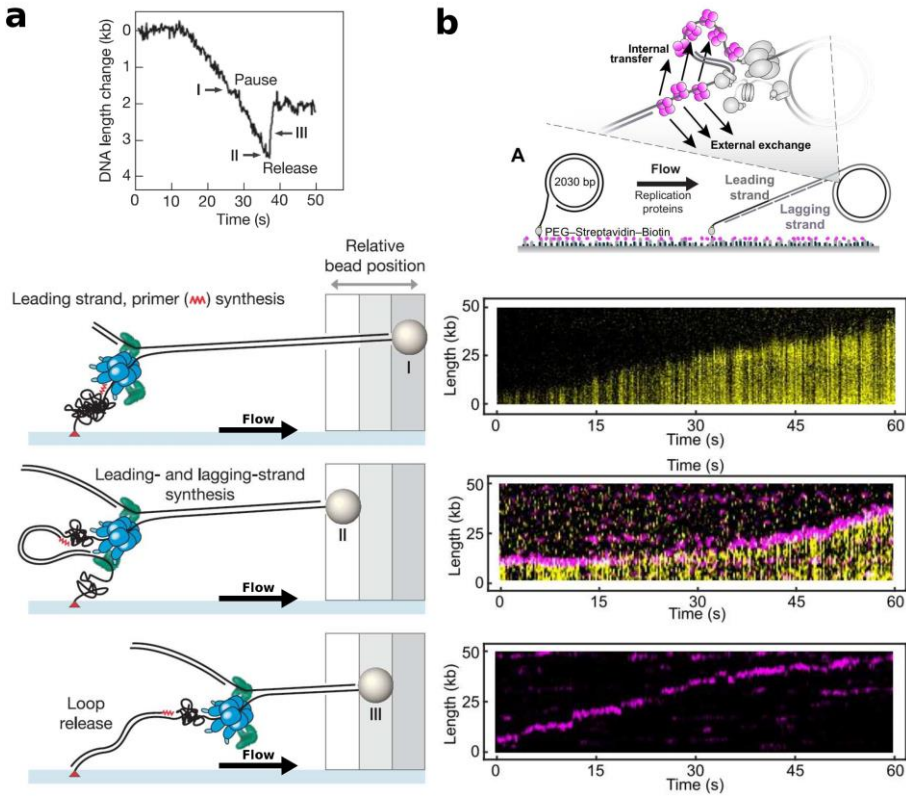 a
DNA length change (kb)
0
1
2
3
4
I
Pause
II
III
Release
0 10 20 30 40 50
Time (s)
Relative
bead position
Leading strand, primer ( ) synthesis
I
Flow
Leading- and lagging-strand
synthesis
II
Flow
Loop
release
III
Flow
b
Internal
transfer
External exchange
A
2030 bp
Flow
Replication
proteins
Leading
strand
Lagging
strand
PEG–Streptavidin–Biotin
Length (kb)
50
25
0
0 15 30 45 60
Time (s)
Time (s)
Length (kb)
50
25
0
0 15 30 45 60
Time (s)
Length (kb)
50
25
0
0 15 30 45 60
Time (s)